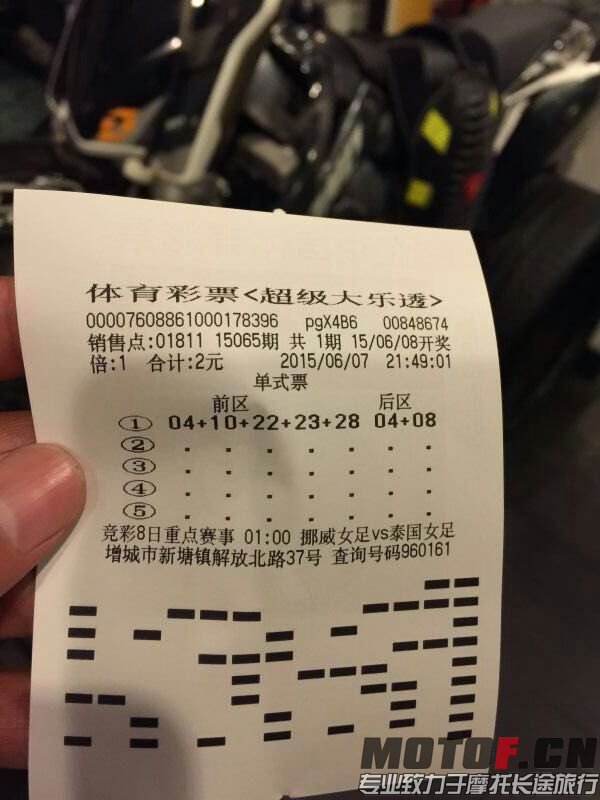 体育彩票<超级大乐透>
00007608861000178396 pgX4B6 00848674
销售点:01811 15065期 共 1期 15/06/08开奖
倍:1 合计:2元 2015/06/07 21:49:01
单式票
前区 后区
① 04+10+22+23+28 04+08
② . . . . . . .
③ . . . . . . .
④ . . . . . . .
⑤ . . . . . . .
竞彩8日重点赛事 01:00 挪威女足vs泰国女足
增城市新塘镇解放北路37号 查询号码960161
MOTOF.CN
专业致力于摩托长途旅行